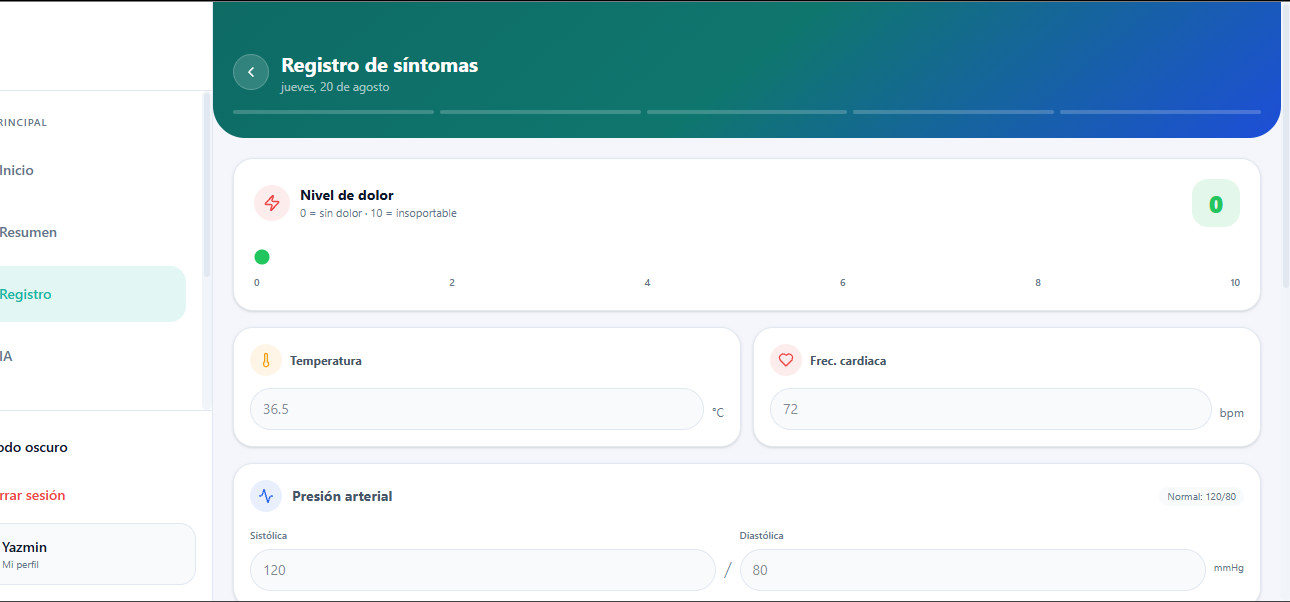 RINCIPAL
Inicio
Resumen
Registro
IA
odo oscuro
rrar sesión
Yazmin
Mi perfil
Registro de síntomas
jueves, 20 de agosto
Nivel de dolor
0 = sin dolor · 10 = insoportable
0
0 2 4 6 8 10
Temperatura
36.5 °C
Frec. cardiaca
72 bpm
Presión arterial
Normal: 120/80
Sistólica Diastólica
120 / 80 mmHg